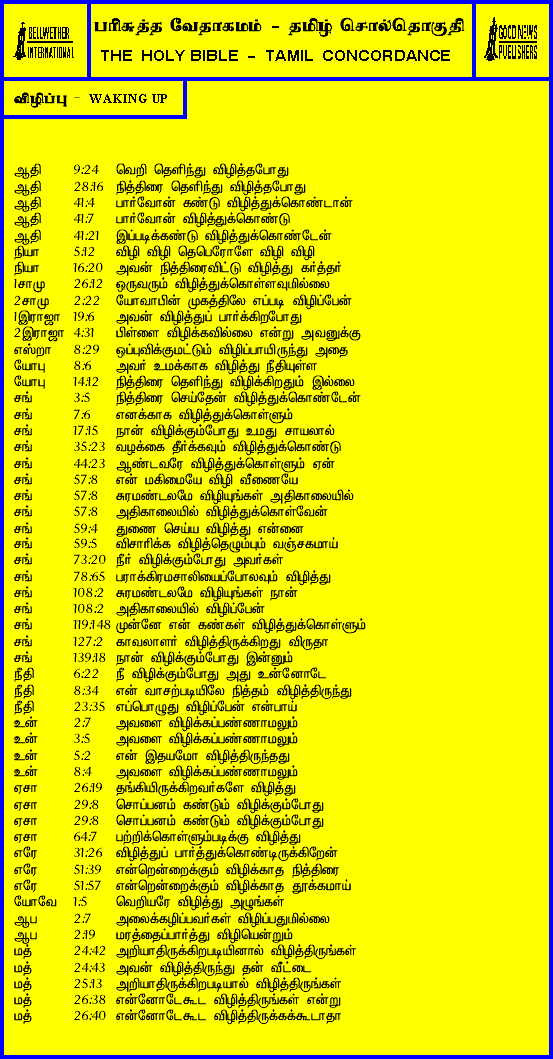 BELLWETHER INTERNATIONAL
பரிசுத்த வேதாகமம் - தமிழ் சொல்தொகுதி
THE HOLY BIBLE - TAMIL CONCORDANCE
GOOD NEWS PUBLISHERS
விழிப்பு - WAKING UP
ஆதி 9:24 வெறி தெளிந்து விழித்தபோது
ஆதி 28:16 நித்திரை தெளிந்து விழித்தபோது
ஆதி 41:4 பார்வோன் கண்டு விழித்துக்கொண்டான்
ஆதி 41:7 பார்வோன் விழித்துக்கொண்டு
ஆதி 41:21 இப்படிக்கண்டு விழித்துக்கொண்டேன்
நியா 5:12 விழி விழி தெபெரோளே விழி விழி
நியா 16:20 அவன் நித்திரைவிட்டு விழித்து கர்த்தர்
1சாமு 26:12 ஒருவரும் விழித்துக்கொள்ளவுமில்லை
2சாமு 2:22 யோவாபின் முகத்திலே எப்படி விழிப்பேன்
1இராஜா 19:6 அவன் விழித்துப் பார்க்கிறபோது
2இராஜா 4:31 பிள்ளை விழிக்கவில்லை என்று அவனுக்கு
எஸ்றா 8:29 ஒப்புவிக்குமட்டும் விழிப்பாயிருந்து அதை
யோபு 8:6 அவர் உமக்காக விழித்து நீதியுள்ள
யோபு 14:12 நித்திரை தெளிந்து விழிக்கிறதும் இல்லை
சங் 3:5 நித்திரை செய்தேன் விழித்துக்கொண்டேன்
சங் 7:6 எனக்காக விழித்துக்கொள்ளும்
சங் 17:15 நான் விழிக்கும்போது உமது சாயலால்
சங் 35:23 வழக்கை தீர்க்கவும் விழித்துக்கொண்டு
சங் 44:23 ஆண்டவரே விழித்துக்கொள்ளும் ஏன்
சங் 57:8 என் மகிமையே விழி வீணையே
சங் 57:8 சுரமண்டலமே விழியுங்கள் அதிகாலையில்
சங் 57:8 அதிகாலையில் விழித்துக்கொள்வேன்
சங் 59:4 துணை செய்ய விழித்து என்னை
சங் 59:5 விசாரிக்க விழித்தெழும்பும் வஞ்சகமாய்
சங் 73:20 நீர் விழிக்கும்போது அவர்கள்
சங் 78:65 பராக்கிரமசாலியைப்போலவும் விழித்து
சங் 108:2 சுரமண்டலமே விழியுங்கள் நான்
சங் 108:2 அதிகாலையில் விழிப்பேன்
சங் 119:148 முன்னே என் கண்கள் விழித்துக்கொள்ளும்
சங் 127:2 காவலாளர் விழித்திருக்கிறது விருதா
சங் 139:18 நான் விழிக்கும்போது இன்னும்
நீதி 6:22 நீ விழிக்கும்போது அது உன்னோடே
நீதி 8:34 என் வாசற்படியிலே நித்தம் விழித்திருந்து
நீதி 23:35 எப்பொழுது விழிப்பேன் என்பாய்
உன் 2:7 அவளை விழிக்கப்பண்ணாமலும்
உன் 3:5 அவளை விழிக்கப்பண்ணாமலும்
உன் 5:2 என் இதயமோ விழித்திருந்தது
உன் 8:4 அவளை விழிக்கப்பண்ணாமலும்
ஏசா 26:19 தங்கியிருக்கிறவர்களே விழித்து
ஏசா 29:8 சொப்பனம் கண்டும் விழிக்கும்போது
ஏசா 29:8 சொப்பனம் கண்டும் விழிக்கும்போது
ஏசா 64:7 பற்றிக்கொள்ளும்படிக்கு விழித்து
எரே 31:26 விழித்துப் பார்த்துக்கொண்டிருக்கிறேன்
எரே 51:39 என்றென்றைக்கும் விழிக்காத நித்திரை
எரே 51:57 என்றென்றைக்கும் விழிக்காத தூக்கமாய்
யோவே 1:5 வெறியரே விழித்து அழுங்கள்
ஆப 2:7 அலைக்கழிப்பவர்கள் விழிப்பதுமில்லை
ஆப 2:19 மரத்தைப்பார்த்து விழியென்றும்
மத் 24:42 அறியாதிருக்கிறபடியினால் விழித்திருங்கள்
மத் 24:43 அவன் விழித்திருந்து தன் வீட்டை
மத் 25:13 அறியாதிருக்கிறபடியால் விழித்திருங்கள்
மத் 26:38 என்னோடேகூட விழித்திருங்கள் என்று
மத் 26:40 என்னோடேகூட விழித்திருக்கக்கூடாதா